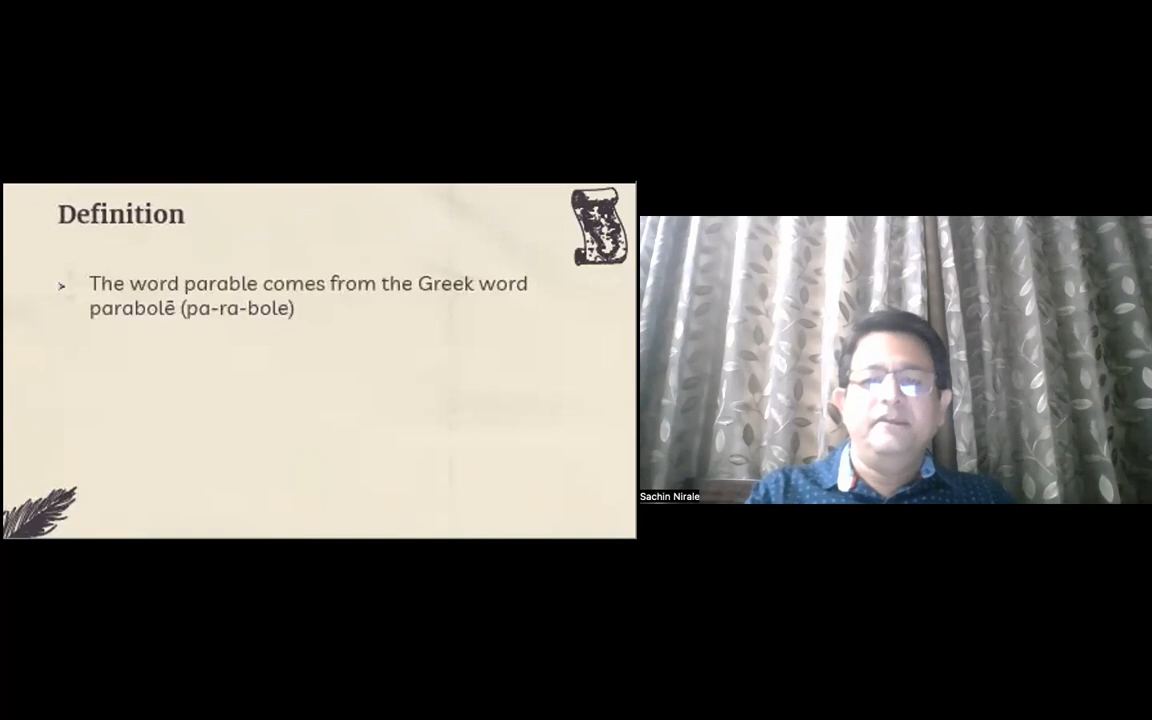 Definition
➢ The word parable comes from the Greek word
parabolē (pa-ra-bole)
Sachin Nirale